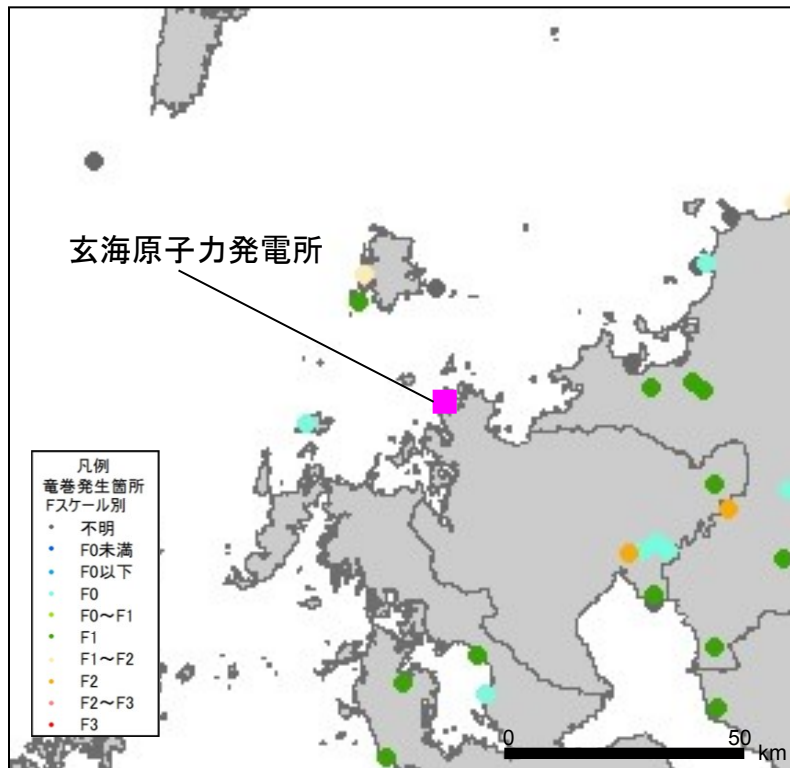 玄海原子力発電所
凡例
竜巻発生箇所
Fスケール別
不明
F0未満
F0以下
F0
F0～F1
F1
F1～F2
F2
F2～F3
F3
0 50
km